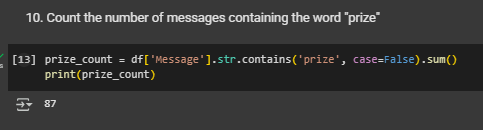 10. Count the number of messages containing the word "prize"
[13] prize_count = df['Message'].str.contains('prize', case=False).sum()
print(prize_count)
87